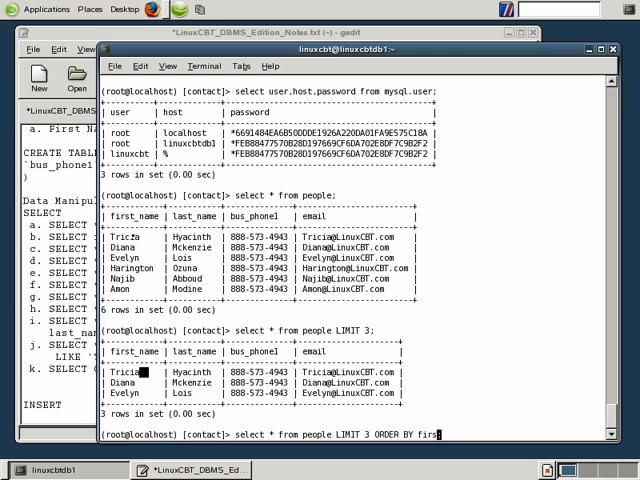 Applications Places Desktop
*LinuxCBT_DBMS_Edition_Notes.txt (~) - gedit
linuxcbt@linuxcbtdb1:~
File Edit View
File Edit View Terminal Tabs Help
New Open
*LinuxCBT_DBMS
a. First Na
CREATE TABL
`bus_phone1
)
Data Manipul
SELECT
a. SELECT
b. SELECT
c. SELECT
d. SELECT
e. SELECT
f. SELECT
g. SELECT
h. SELECT
i. SELECT
last_nam
j. SELECT
LIKE
k. SELECT
INSERT
(root@localhost) [contact]> select user,host,password from mysql.user;
+----------+-------------+-------------------------------------------+
| user | host | password |
| root | localhost | *6691484EA6B50DDDE1926A220DA01FA9E575C18A |
| root | linuxcbtdb1 | *FEB88477570B28D197669CF6DA702E8DF7C9B2F2 |
| linuxcbt | % | *FEB88477570B28D197669CF6DA702E8DF7C9B2F2 |
3 rows in set (0.00 sec)
(root@localhost) [contact]> select * from people;
| first_name | last_name | bus_phone1 | email |
| Tricia | Hyacinth | 888-573-4943 | Tricia@LinuxCBT.com |
| Diana | Mckenzie | 888-573-4943 | Diana@LinuxCBT.com |
| Evelyn | Lois | 888-573-4943 | Evelyn@LinuxCBT.com |
| Harington | Ozuna | 888-573-4943 | Harington@LinuxCBT.com |
| Najib | Abboud | 888-573-4943 | Najib@LinuxCBT.com |
| Amon | Modine | 888-573-4943 | Amon@LinuxCBT.com |
6 rows in set (0.00 sec)
(root@localhost) [contact]> select * from people LIMIT 3;
| first_name | last_name | bus_phone1 | email |
| Tricia | Hyacinth | 888-573-4943 | Tricia@LinuxCBT.com |
| Diana | Mckenzie | 888-573-4943 | Diana@LinuxCBT.com |
| Evelyn | Lois | 888-573-4943 | Evelyn@LinuxCBT.com |
3 rows in set (0.00 sec)
(root@localhost) [contact]> select * from people LIMIT 3 ORDER BY firs;
linuxcbtdb1
*LinuxCBT_DBMS_Ed...